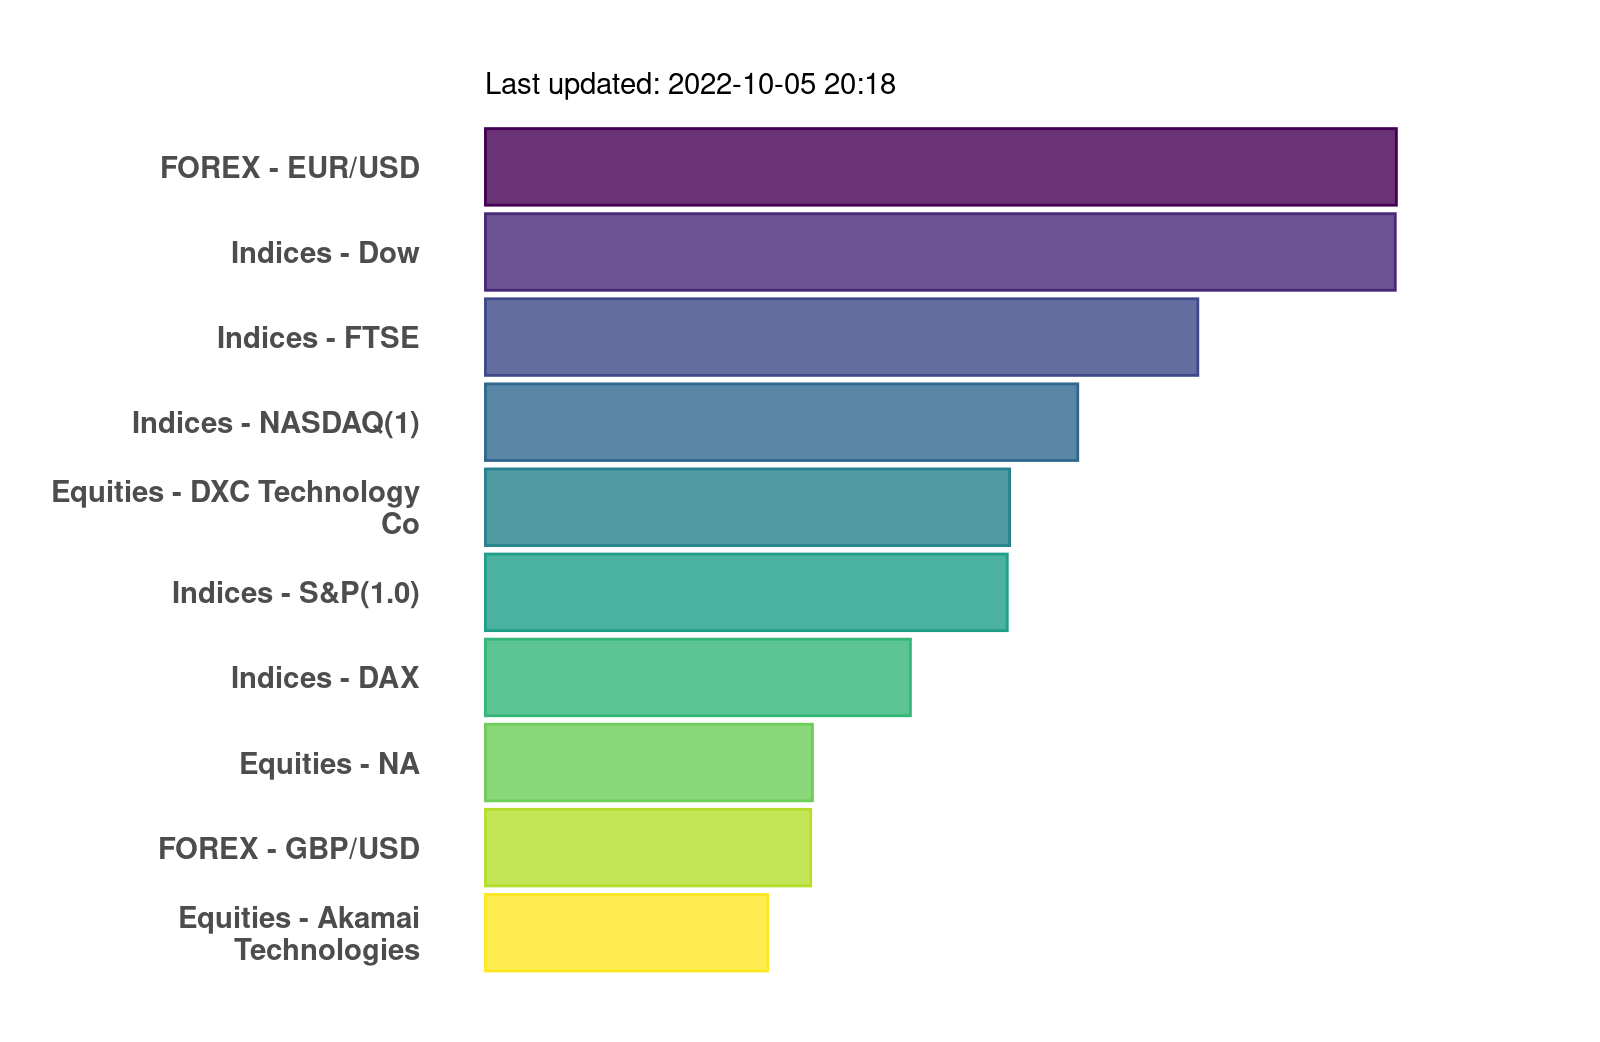 Last updated: 2022-10-05 20:18
FOREX - EUR/USD
Indices - Dow
Indices - FTSE
Indices - NASDAQ(1)
Equities - DXC Technology
Co
Indices - S&P(1.0)
Indices - DAX
Equities - NA
FOREX - GBP/USD
Equities - Akamai
Technologies